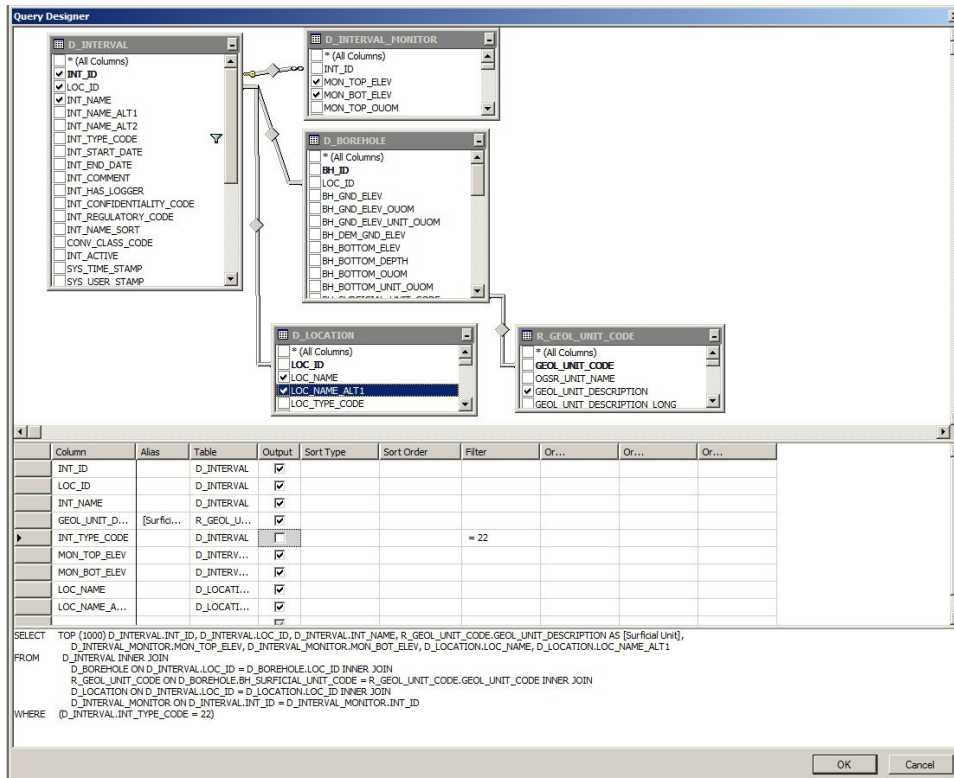 Query Designer
D_INTERVAL
* (All Columns)
INT_ID
LOC_ID
INT_NAME
INT_NAME_ALT1
INT_NAME_ALT2
INT_TYPE_CODE
INT_START_DATE
INT_END_DATE
INT_COMMENT
INT_HAS_LOGGER
INT_CONFIDENTIALITY_CODE
INT_REGULATORY_CODE
INT_NAME_SORT
CONV_CLASS_CODE
INT_ACTIVE
SYS_TIME_STAMP
SYS_USER_STAMP
D_INTERVAL_MONITOR
* (All Columns)
INT_ID
MON_TOP_ELEV
MON_BOT_ELEV
MON_TOP_OUOM
D_BOREHOLE
* (All Columns)
BH_ID
LOC_ID
BH_GND_ELEV
BH_GND_ELEV_OUOM
BH_GND_ELEV_UNIT_OUOM
BH_DEM_GND_ELEV
BH_BOTTOM_ELEV
BH_BOTTOM_DEPTH
BH_BOTTOM_OUOM
BH_BOTTOM_UNIT_OUOM
BH_SURFICIAL_UNIT_CODE
D_LOCATION
* (All Columns)
LOC_ID
LOC_NAME
LOC_NAME_ALT1
LOC_TYPE_CODE
R_GEOL_UNIT_CODE
* (All Columns)
GEOL_UNIT_CODE
OGSR_UNIT_NAME
GEOL_UNIT_DESCRIPTION
GEOL_UNIT_DESCRIPTION_LONG
Column Alias Table Output Sort Type Sort Order Filter Or... Or... Or...
INT_ID D_INTERVAL
LOC_ID D_INTERVAL
INT_NAME D_INTERVAL
GEOL_UNIT_D... [Surfici... R_GEOL_U...
INT_TYPE_CODE D_INTERVAL = 22
MON_TOP_ELEV D_INTERV...
MON_BOT_ELEV D_INTERV...
LOC_NAME D_LOCATI...
LOC_NAME_A... D_LOCATI...
SELECT TOP (1000) D_INTERVAL.INT_ID, D_INTERVAL.LOC_ID, D_INTERVAL.INT_NAME, R_GEOL_UNIT_CODE.GEOL_UNIT_DESCRIPTION AS [Surficial Unit],
D_INTERVAL_MONITOR.MON_TOP_ELEV, D_INTERVAL_MONITOR.MON_BOT_ELEV, D_LOCATION.LOC_NAME, D_LOCATION.LOC_NAME_ALT1
FROM D_INTERVAL INNER JOIN
D_BOREHOLE ON D_INTERVAL.LOC_ID = D_BOREHOLE.LOC_ID INNER JOIN
R_GEOL_UNIT_CODE ON D_BOREHOLE.BH_SURFICIAL_UNIT_CODE = R_GEOL_UNIT_CODE.GEOL_UNIT_CODE INNER JOIN
D_LOCATION ON D_INTERVAL.LOC_ID = D_LOCATION.LOC_ID INNER JOIN
D_INTERVAL_MONITOR ON D_INTERVAL.INT_ID = D_INTERVAL_MONITOR.INT_ID
WHERE (D_INTERVAL.INT_TYPE_CODE = 22)
OK Cancel